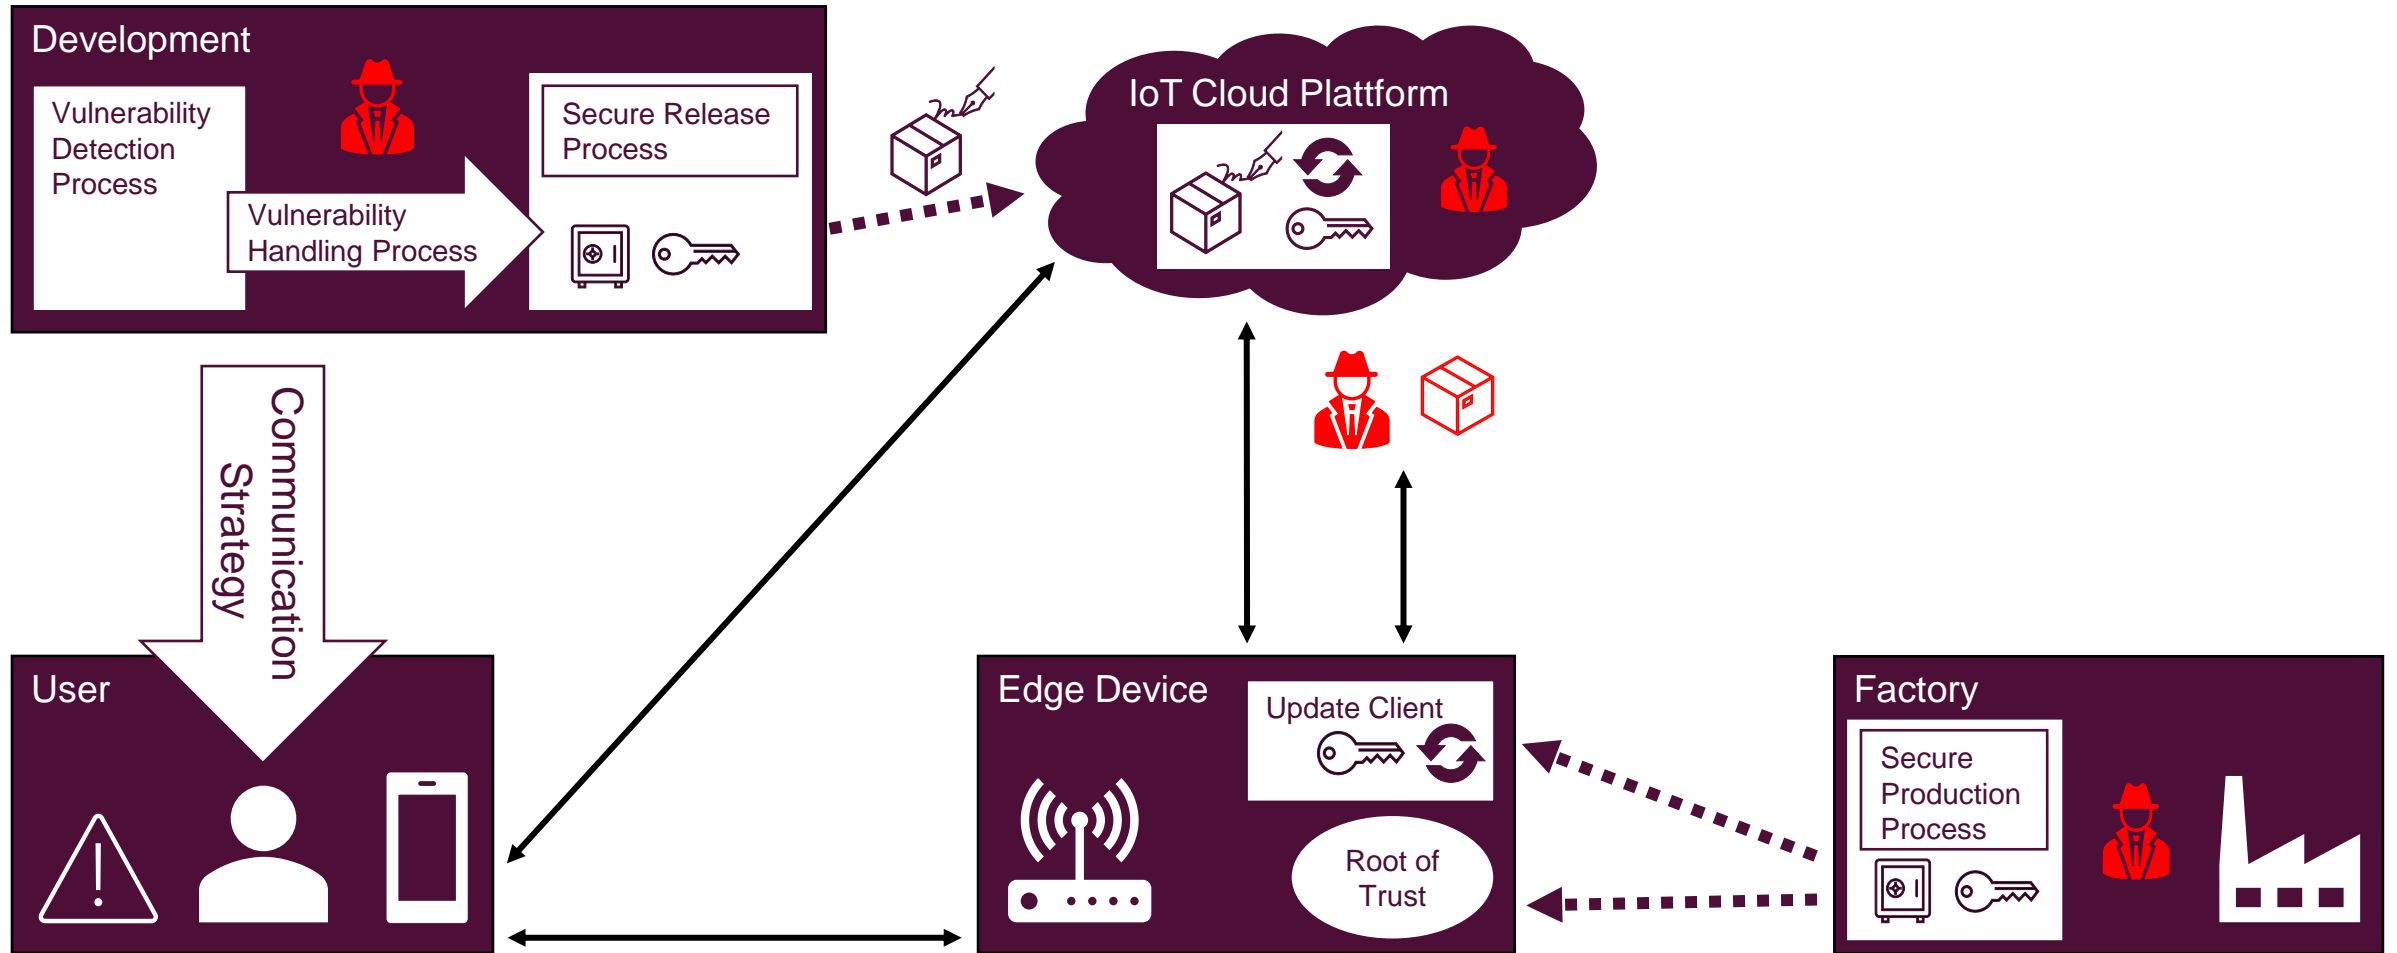 Development
Vulnerability
Detection
Process
Vulnerability
Handling Process
Secure Release
Process
IoT Cloud Plattform
Communication
Strategy
User
Edge Device
Update Client
Root of
Trust
Factory
Secure
Production
Process